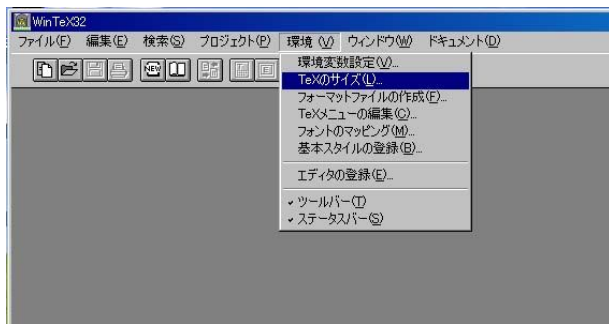 WinTeX32
ファイル(F) 編集(E) 検索(S) プロジェクト(P) 環境 (V) ウィンドウ(W) ドキュメント(D)
NEW
環境変数設定(V)...
TeXのサイズ(L)...
フォーマットファイルの作成(F)...
TeXメニューの編集(C)...
フォントのマッピング(M)...
基本スタイルの登録(B)...
エディタの登録(E)...
ツールバー(T)
ステータスバー(S)